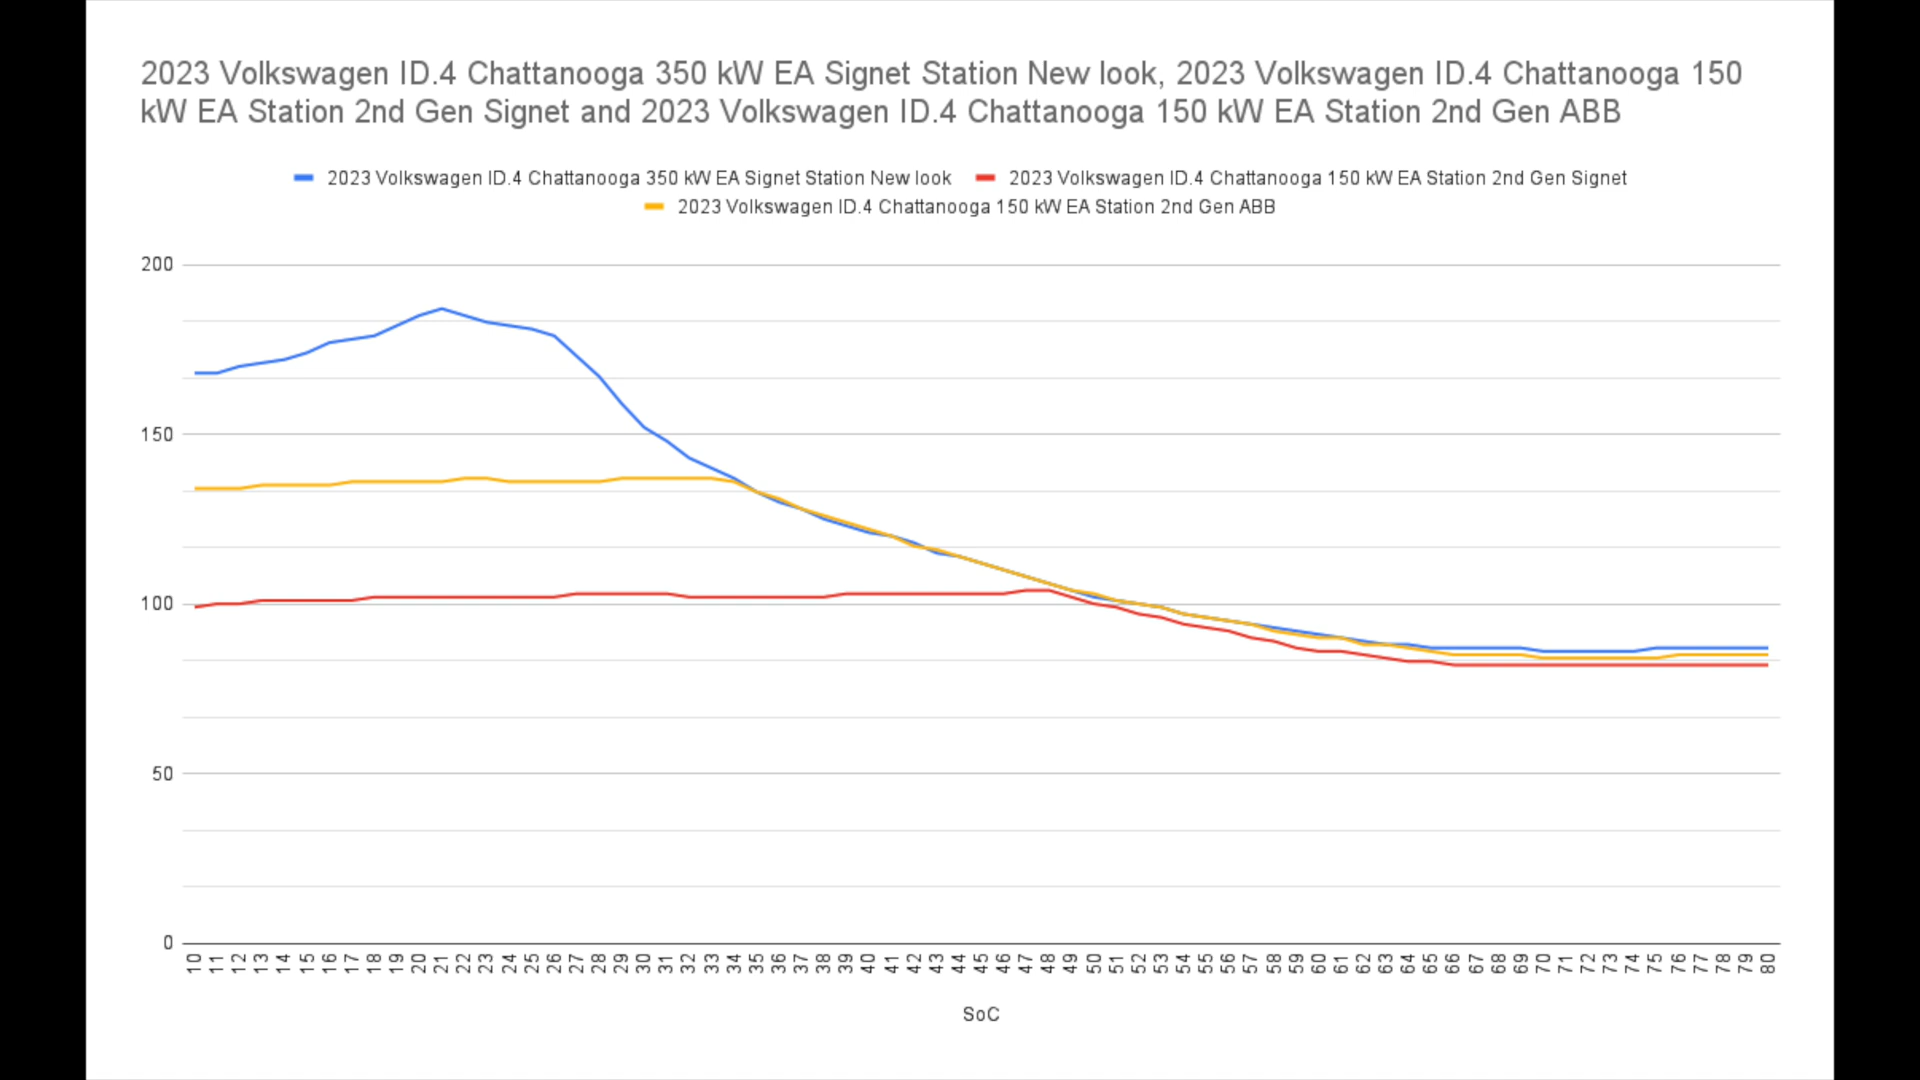 2023 Volkswagen ID.4 Chattanooga 350 kW EA Signet Station New look, 2023 Volkswagen ID.4 Chattanooga 150
kW EA Station 2nd Gen Signet and 2023 Volkswagen ID.4 Chattanooga 150 kW EA Station 2nd Gen ABB
2023 Volkswagen ID.4 Chattanooga 350 kW EA Signet Station New look 2023 Volkswagen ID.4 Chattanooga 150 kW EA Station 2nd Gen Signet
2023 Volkswagen ID.4 Chattanooga 150 kW EA Station 2nd Gen ABB
200
150
100
50
0
10 11 12 13 14 15 16 17 18 19 20 21 22 23 24 25 26 27 28 29 30 31 32 33 34 35 36 37 38 39 40 41 42 43 44 45 46 47 48 49 50 51 52 53 54 55 56 57 58 59 60 61 62 63 64 65 66 67 68 69 70 71 72 73 74 75 76 77 78 79 80
SoC